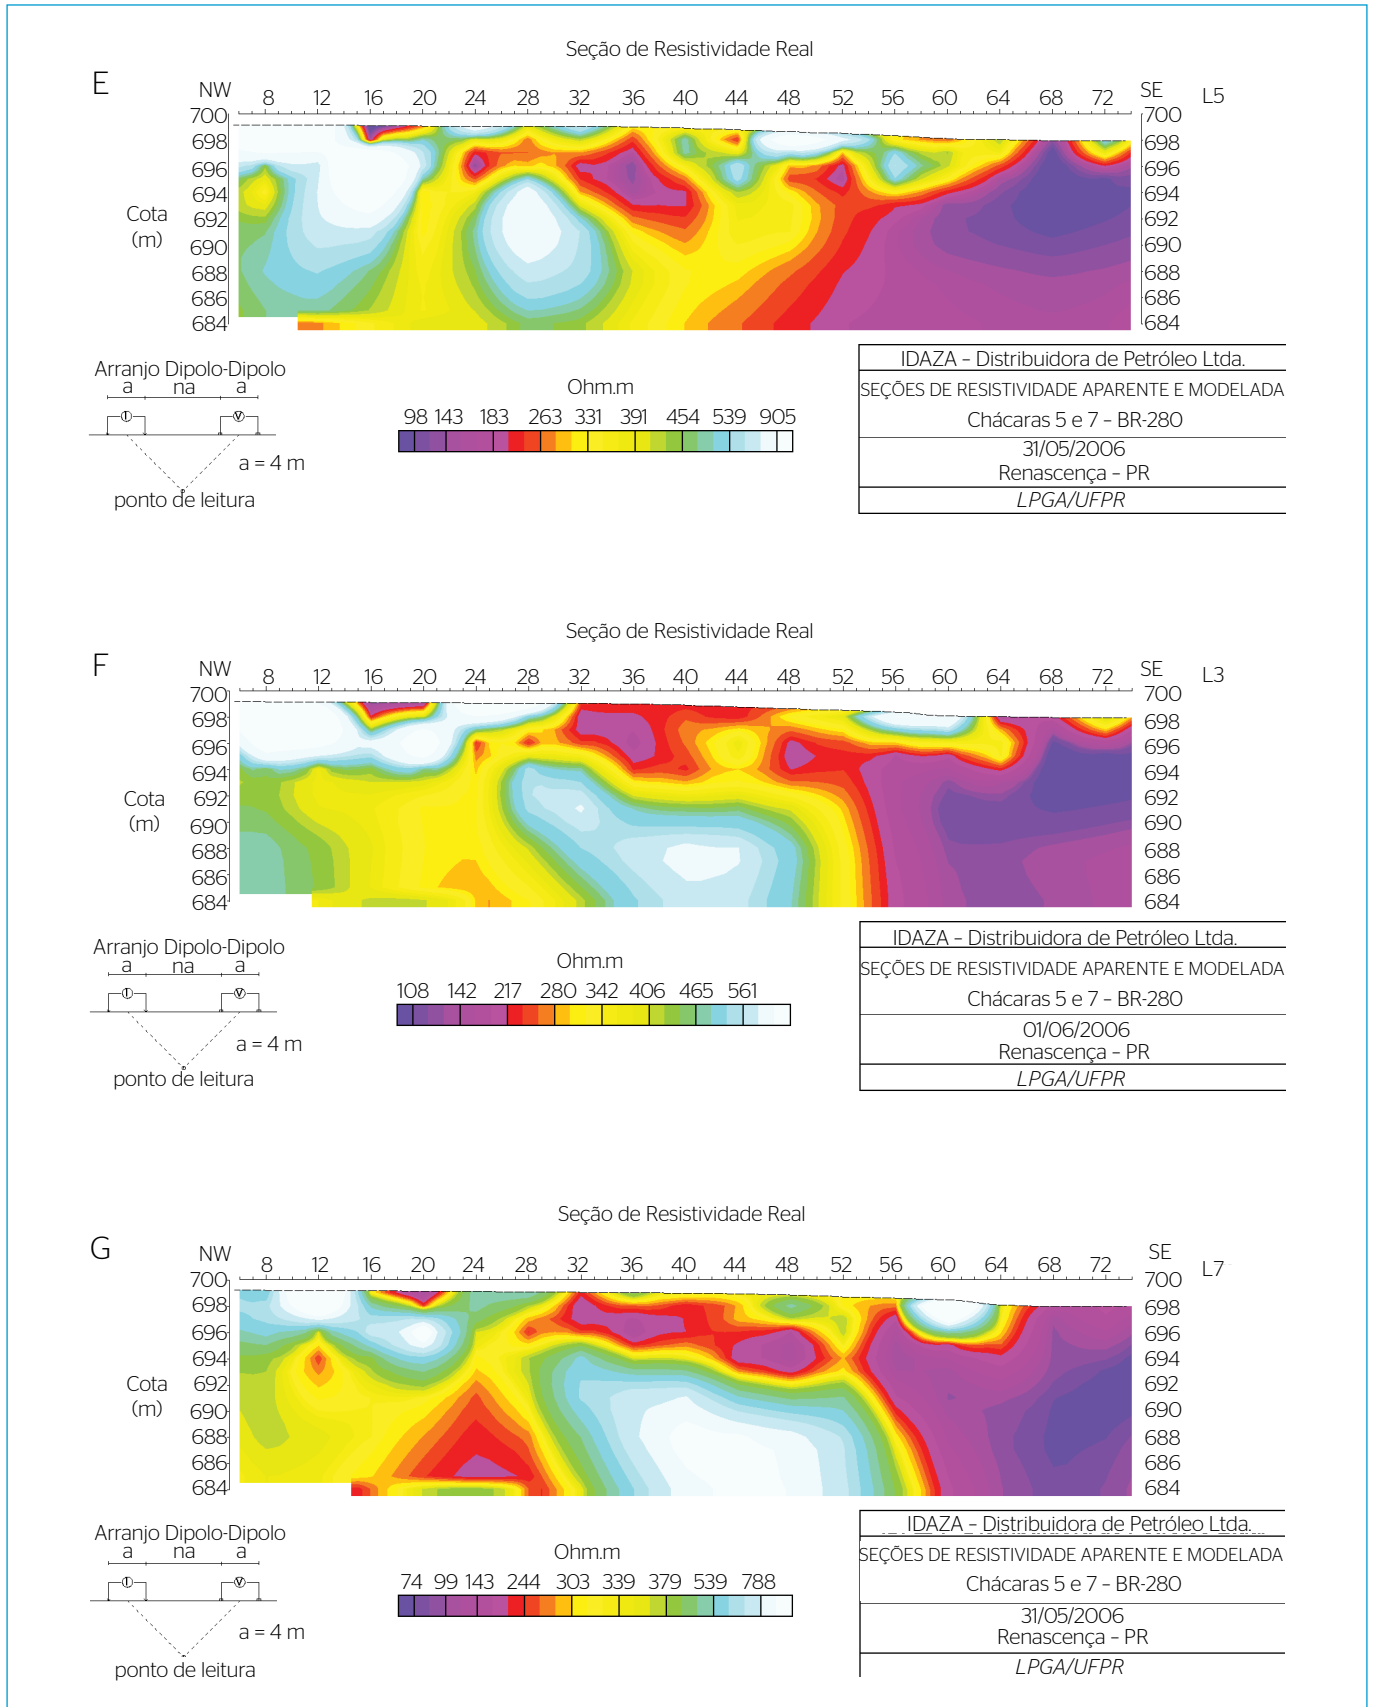 Seção de Resistividade Real
E
NW 8 12 16 20 24 28 32 36 40 44 48 52 56 60 64 68 72 SE L5
700 700
698 698
696 696
694 694
Cota (m)
692 692
690 690
688 688
686 686
684 684
Arranjo Dipolo-Dipolo
a na a
I V
a = 4 m
ponto de leitura
Ohm.m
98 143 183 263 331 391 454 539 905
IDAZA - Distribuidora de Petróleo Ltda.
SEÇÕES DE RESISTIVIDADE APARENTE E MODELADA
Chácaras 5 e 7 - BR-280
31/05/2006
Renascença - PR
LPGA/UFPR
Seção de Resistividade Real
F
NW 8 12 16 20 24 28 32 36 40 44 48 52 56 60 64 68 72 SE L3
700 700
698 698
696 696
694 694
Cota (m)
692 692
690 690
688 688
686 686
684 684
Arranjo Dipolo-Dipolo
a na a
I V
a = 4 m
ponto de leitura
Ohm.m
108 142 217 280 342 406 465 561
IDAZA - Distribuidora de Petróleo Ltda.
SEÇÕES DE RESISTIVIDADE APARENTE E MODELADA
Chácaras 5 e 7 - BR-280
01/06/2006
Renascença - PR
LPGA/UFPR
Seção de Resistividade Real
G
NW 8 12 16 20 24 28 32 36 40 44 48 52 56 60 64 68 72 SE L7
700 700
698 698
696 696
694 694
Cota (m)
692 692
690 690
688 688
686 686
684 684
Arranjo Dipolo-Dipolo
a na a
I V
a = 4 m
ponto de leitura
Ohm.m
74 99 143 244 303 339 379 539 788
IDAZA - Distribuidora de Petróleo Ltda.
SEÇÕES DE RESISTIVIDADE APARENTE E MODELADA
Chácaras 5 e 7 - BR-280
31/05/2006
Renascença - PR
LPGA/UFPR